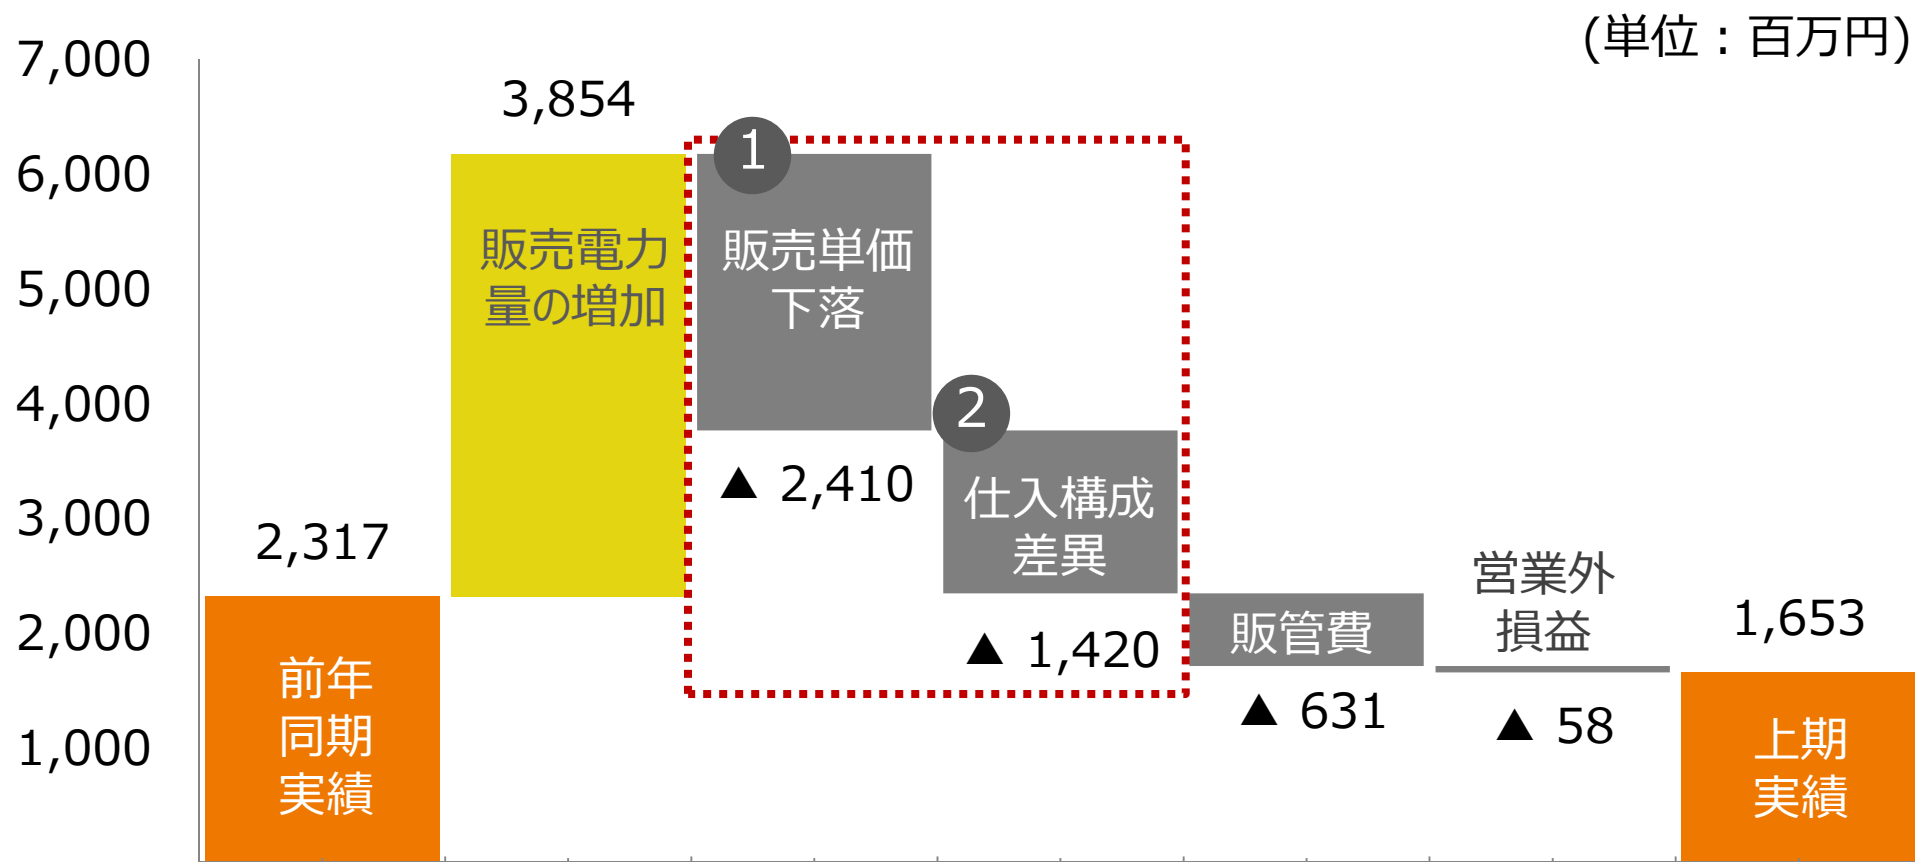 (単位：百万円)
7,000
6,000
5,000
4,000
3,000
2,000
1,000
2,317
前年
同期
実績
3,854
販売電力
量の増加
1
販売単価
下落
▲ 2,410
2
仕入構成
差異
▲ 1,420
販管費
▲ 631
営業外
損益
▲ 58
1,653
上期
実績